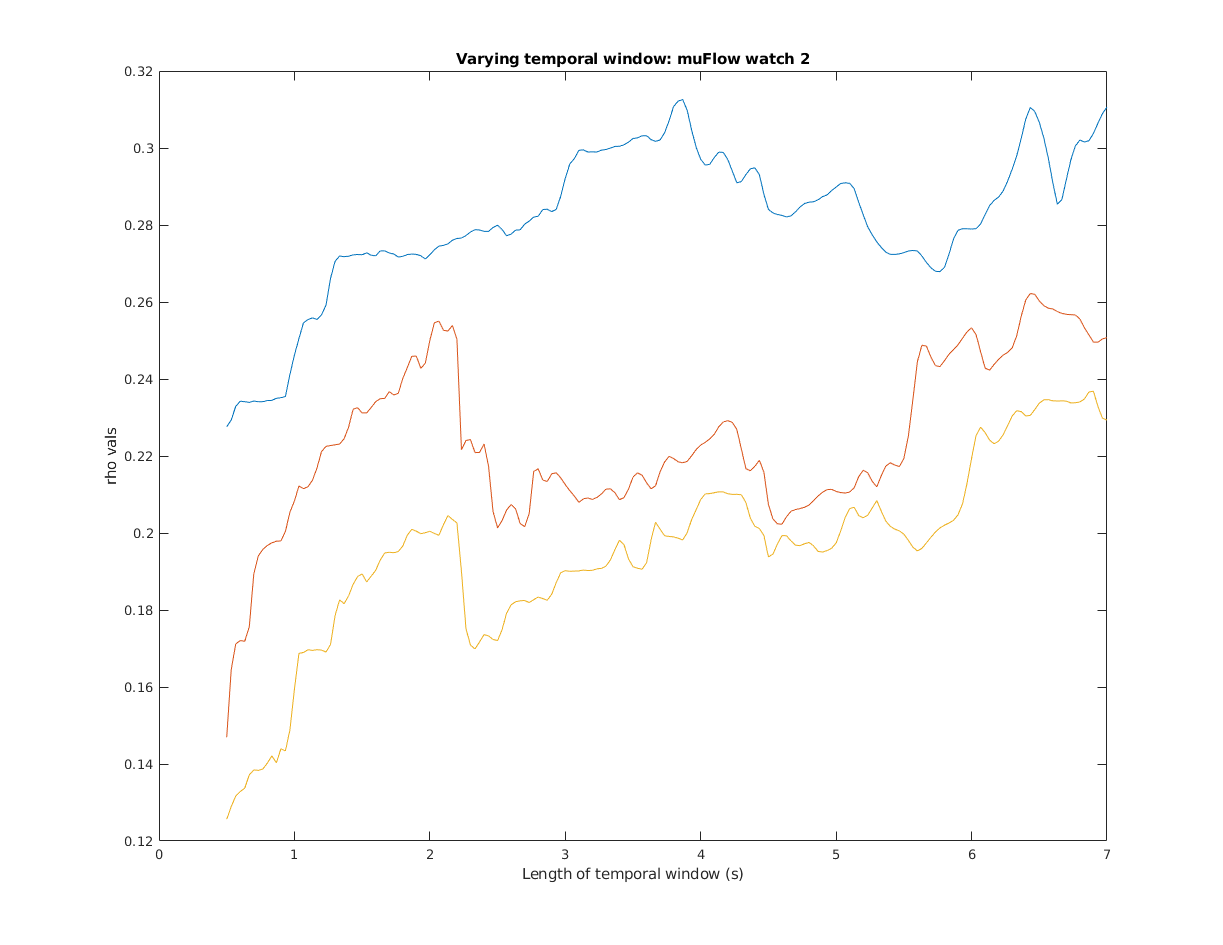 Varying temporal window: muFlow watch 2
0.32
0.3
0.28
0.26
0.24
0.22
0.2
0.18
0.16
0.14
0.12
rho vals
0 1 2 3 4 5 6 7
Length of temporal window (s)